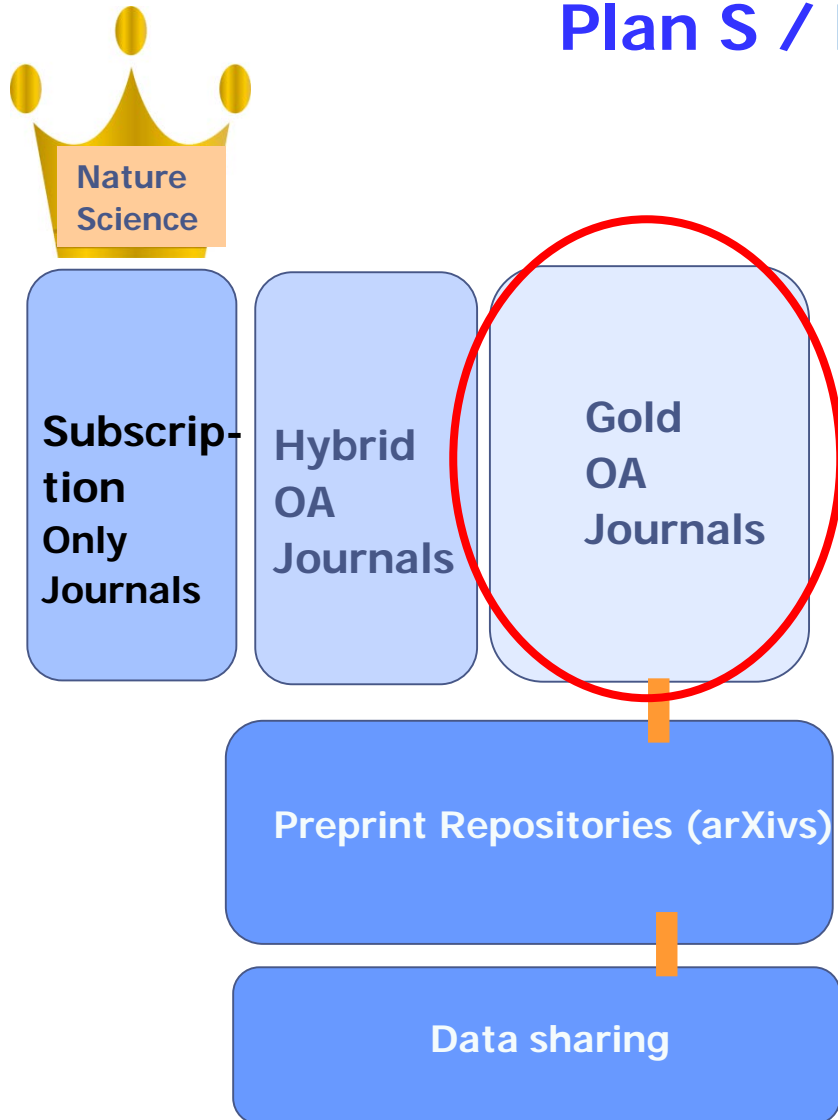 Plan S /
Nature
Science
Subscrip-
tion
Only
Journals
Hybrid
OA
Journals
Gold
OA
Journals
Preprint Repositories (arXivs)
Data sharing